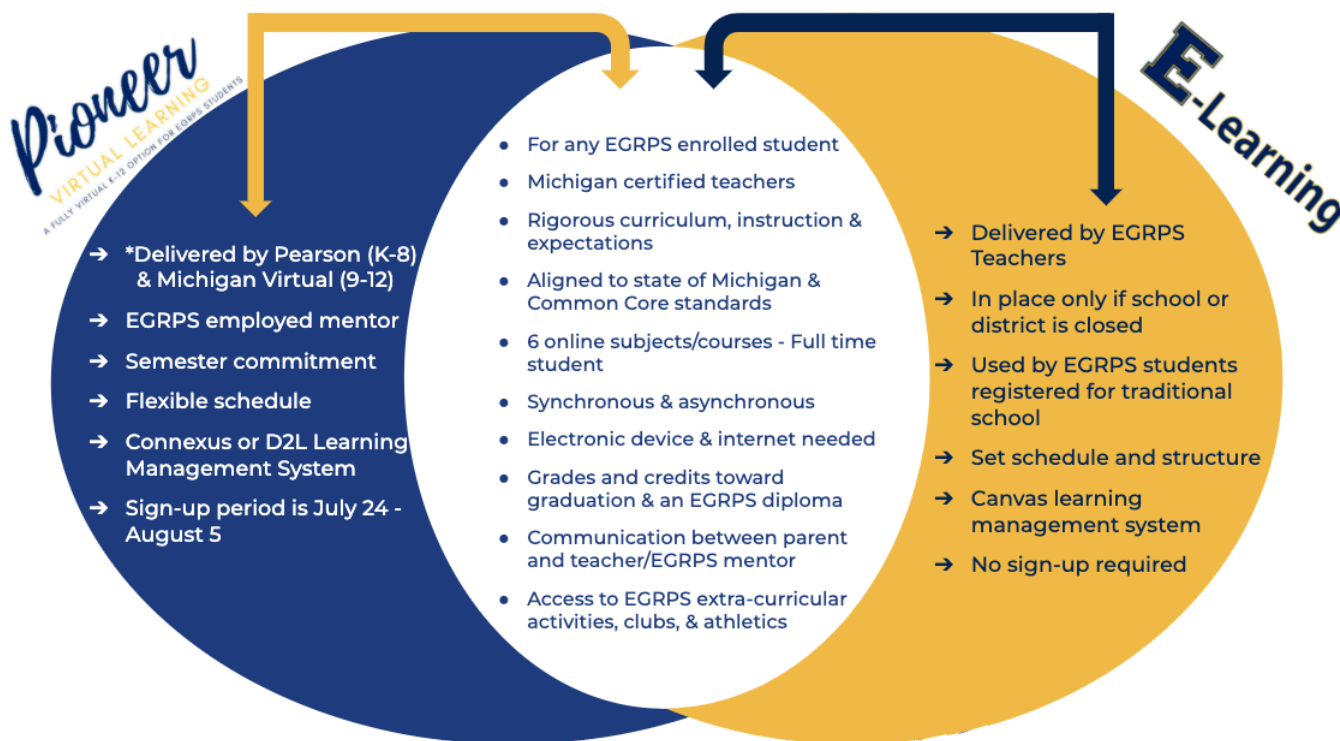 Pioneer
VIRTUAL LEARNING
A FULLY VIRTUAL K-12 OPTION FOR EGRPS STUDENTS
➔ *Delivered by Pearson (K-8)
& Michigan Virtual (9-12)
➔ EGRPS employed mentor
➔ Semester commitment
➔ Flexible schedule
➔ Connexus or D2L Learning
Management System
➔ Sign-up period is July 24 -
August 5
● For any EGRPS enrolled student
● Michigan certified teachers
● Rigorous curriculum, instruction &
expectations
● Aligned to state of Michigan &
Common Core standards
● 6 online subjects/courses - Full time
student
● Synchronous & asynchronous
● Electronic device & internet needed
● Grades and credits toward
graduation & an EGRPS diploma
● Communication between parent
and teacher/EGRPS mentor
● Access to EGRPS extra-curricular
activities, clubs, & athletics
E-Learning
➔ Delivered by EGRPS
Teachers
➔ In place only if school or
district is closed
➔ Used by EGRPS students
registered for traditional
school
➔ Set schedule and structure
➔ Canvas learning
management system
➔ No sign-up required